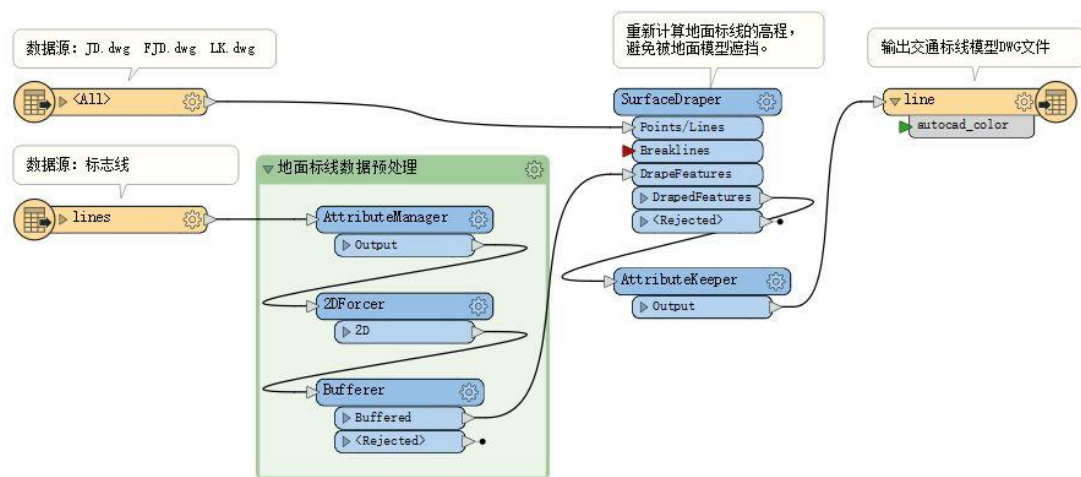 数据源: JD.dwg FJD.dwg LK.dwg
<All>
数据源: 标志线
lines
地面标线数据预处理
AttributeManager
Output
2DForcer
2D
Bufferer
Buffered
<Rejected>
重新计算地面标线的高程,
避免被地面模型遮挡。
SurfaceDraper
Points/Lines
Breaklines
DrapeFeatures
DrapedFeatures
<Rejected>
AttributeKeeper
Output
输出交通标线模型DWG文件
line
autocad_color